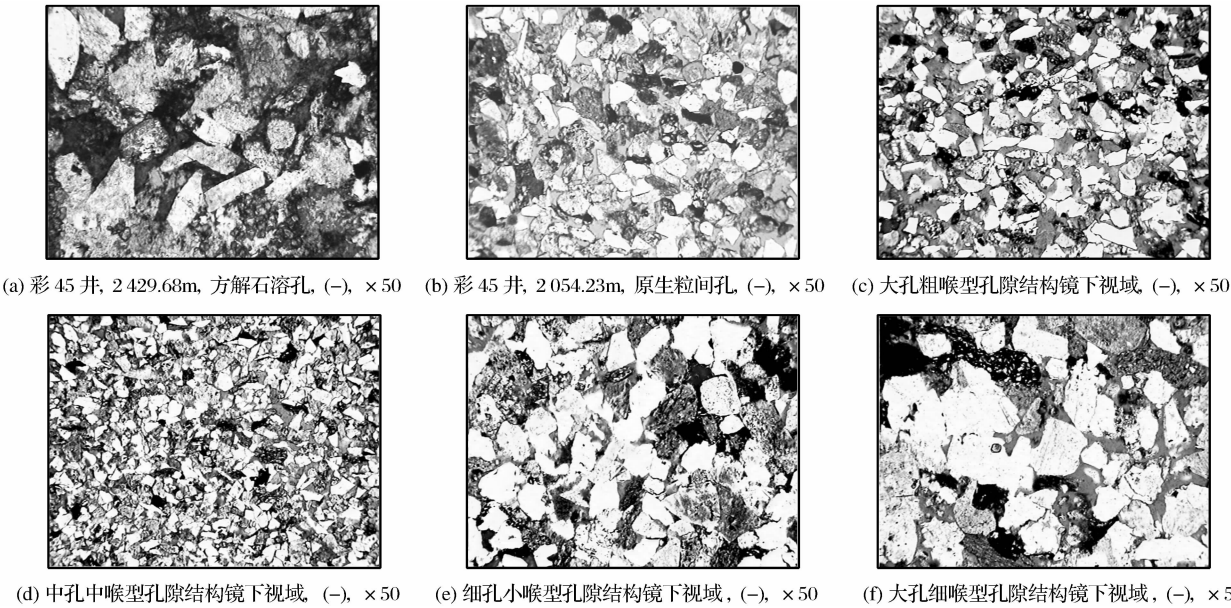 (a) 彩 45 井, 2 429.68m, 方解石溶孔, (−), ×50
(b) 彩 45 井, 2 054.23m, 原生粒间孔, (−), ×50
(c) 大孔粗喉型孔隙结构镜下视域, (−), ×50
(d) 中孔中喉型孔隙结构镜下视域, (−), ×50
(e) 细孔小喉型孔隙结构镜下视域, (−), ×50
(f) 大孔细喉型孔隙结构镜下视域, (−), ×5